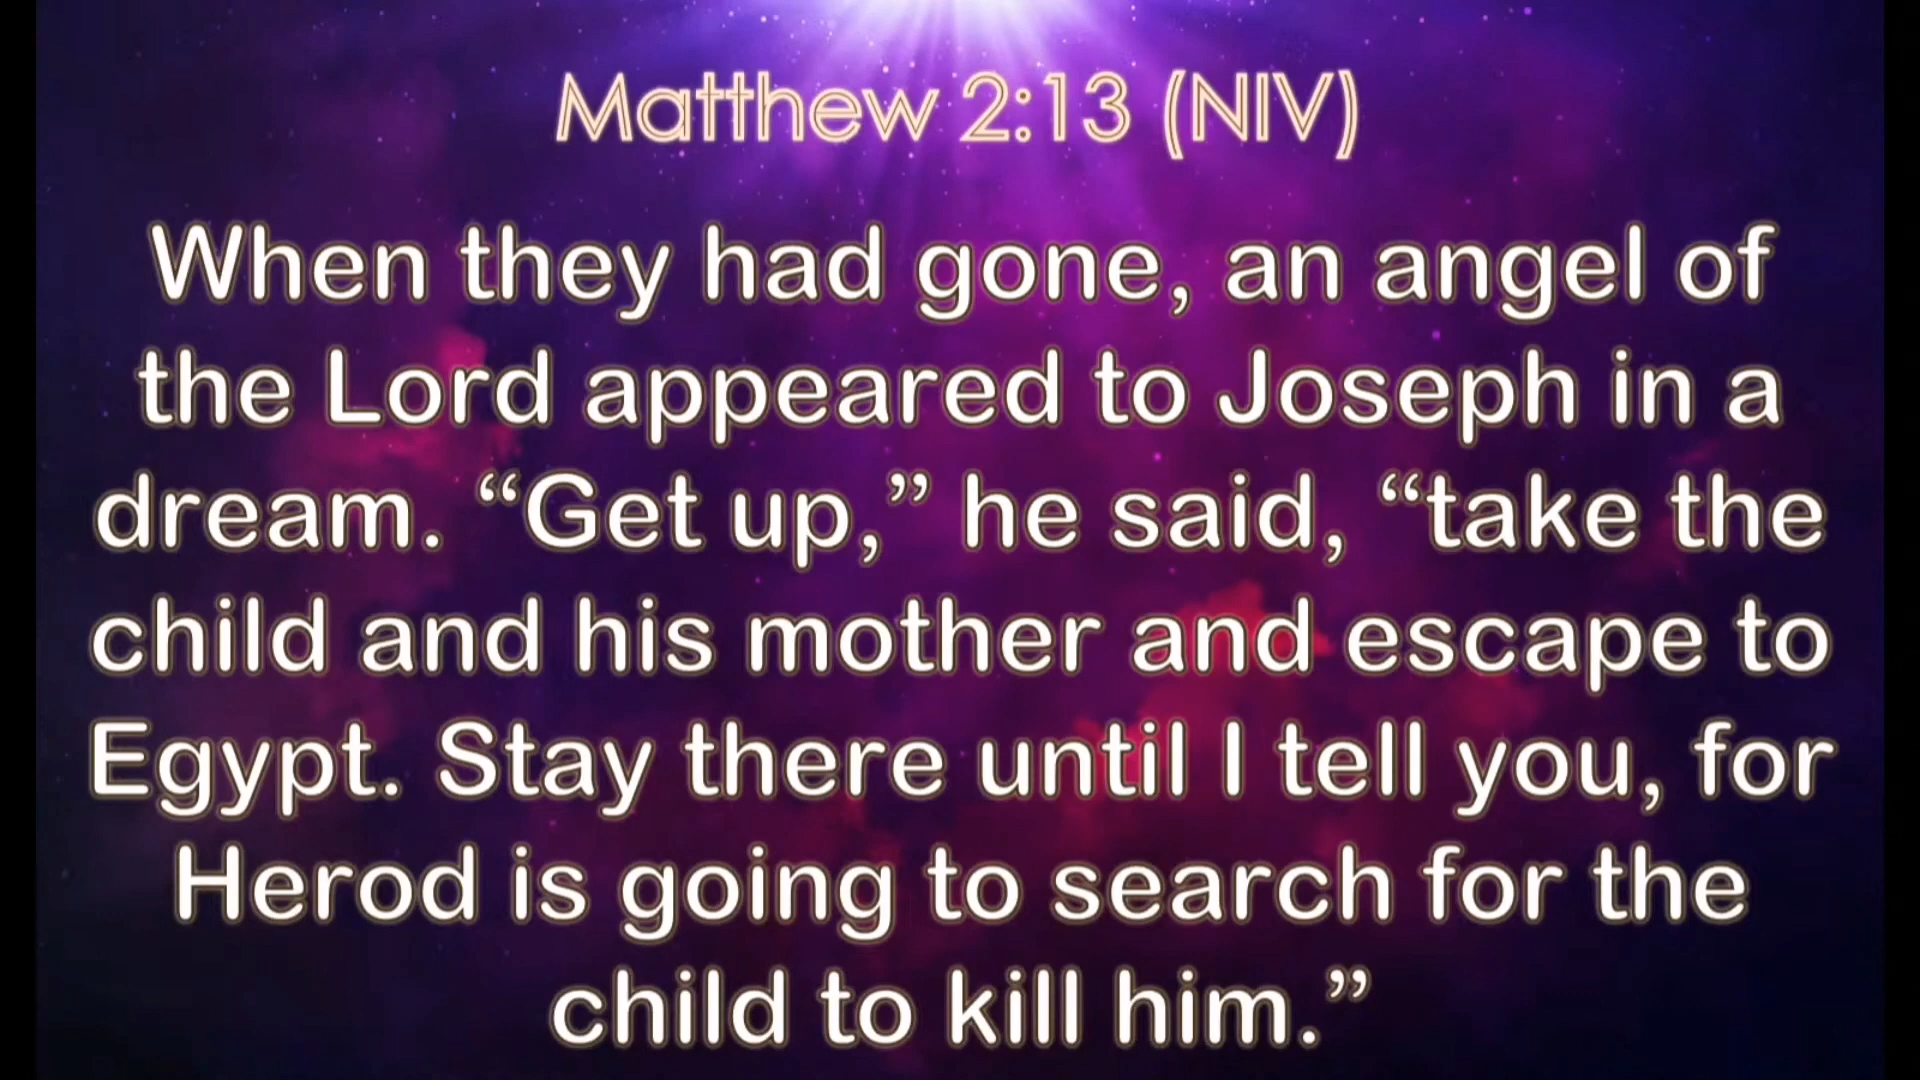 Matthew 2:13 (NIV)
When they had gone, an angel of
the Lord appeared to Joseph in a
dream. “Get up,” he said, “take the
child and his mother and escape to
Egypt. Stay there until I tell you, for
Herod is going to search for the
child to kill him.”